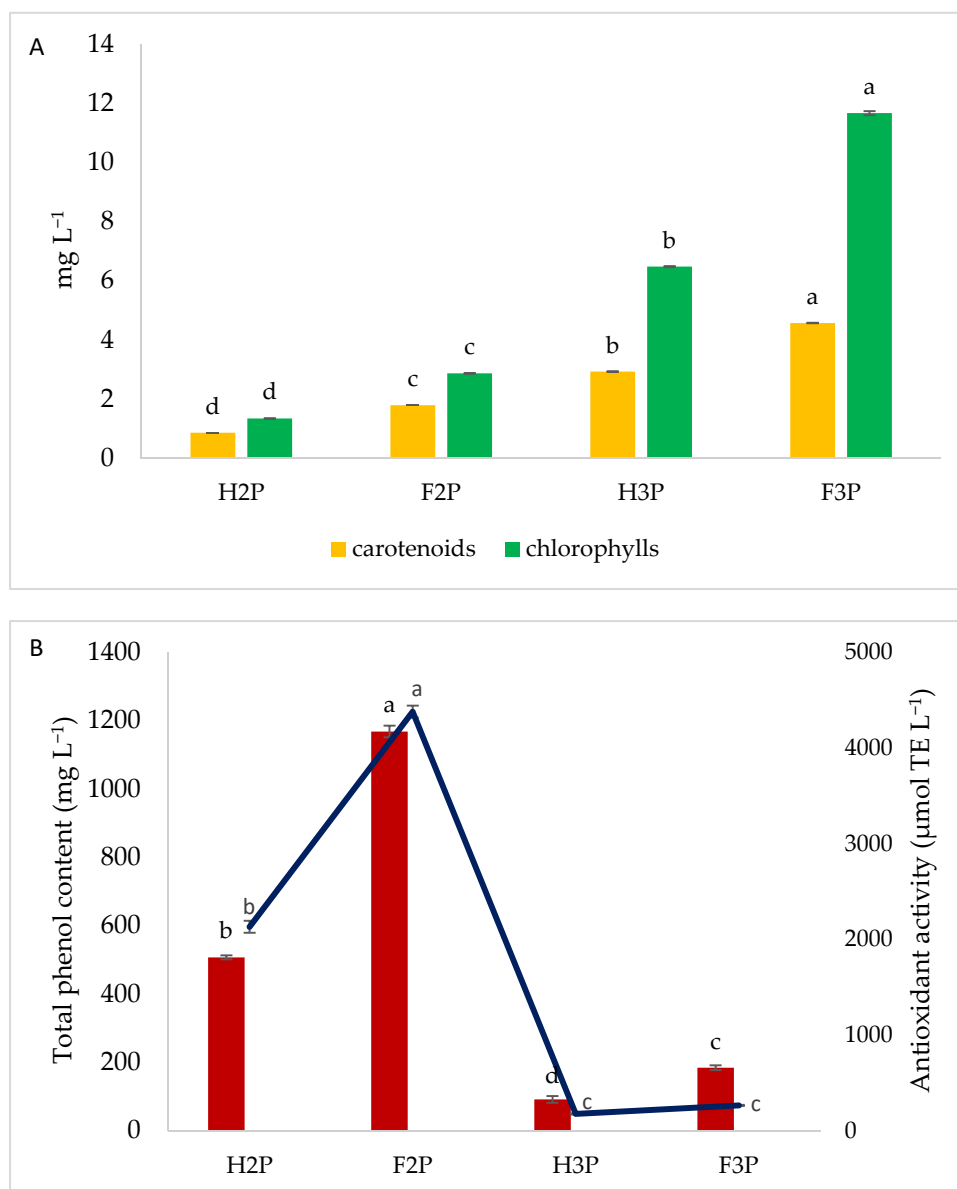 A
14
12
10
8
6
4
2
0
mg L⁻¹
d d c c b b a a
H2P F2P H3P F3P
carotenoids chlorophylls
B
1400
1200
1000
800
600
400
200
0
Total phenol content (mg L⁻¹)
b b a a d c c c
5000
4000
3000
2000
1000
0
Antioxidant activity (μmol TE L⁻¹)
H2P F2P H3P F3P